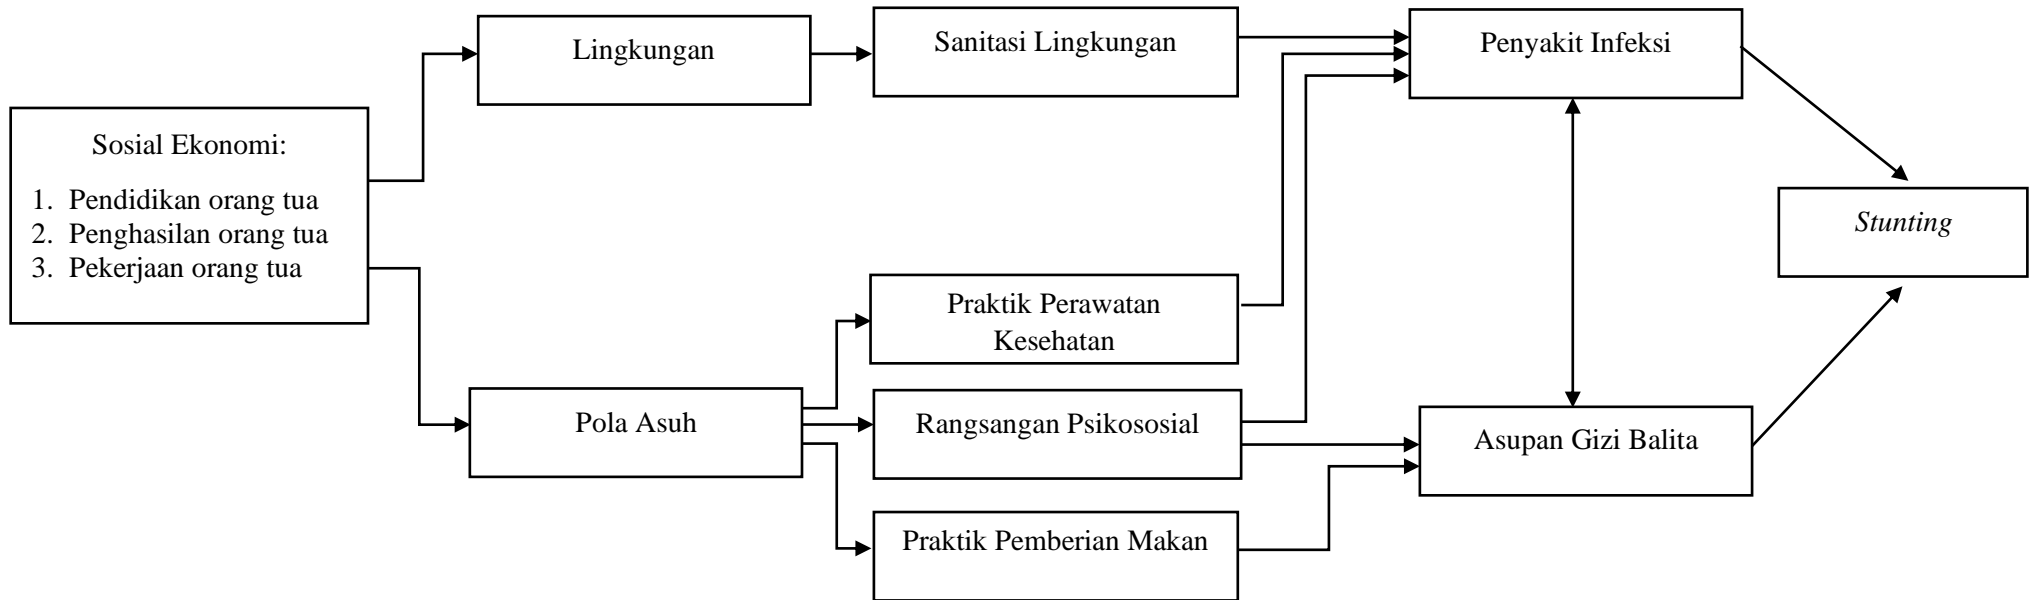 Lingkungan
Sanitasi Lingkungan
Penyakit Infeksi
Sosial Ekonomi:
1. Pendidikan orang tua
2. Penghasilan orang tua
3. Pekerjaan orang tua
Stunting
Praktik Perawatan
Kesehatan
Pola Asuh
Rangsangan Psikososial
Asupan Gizi Balita
Praktik Pemberian Makan